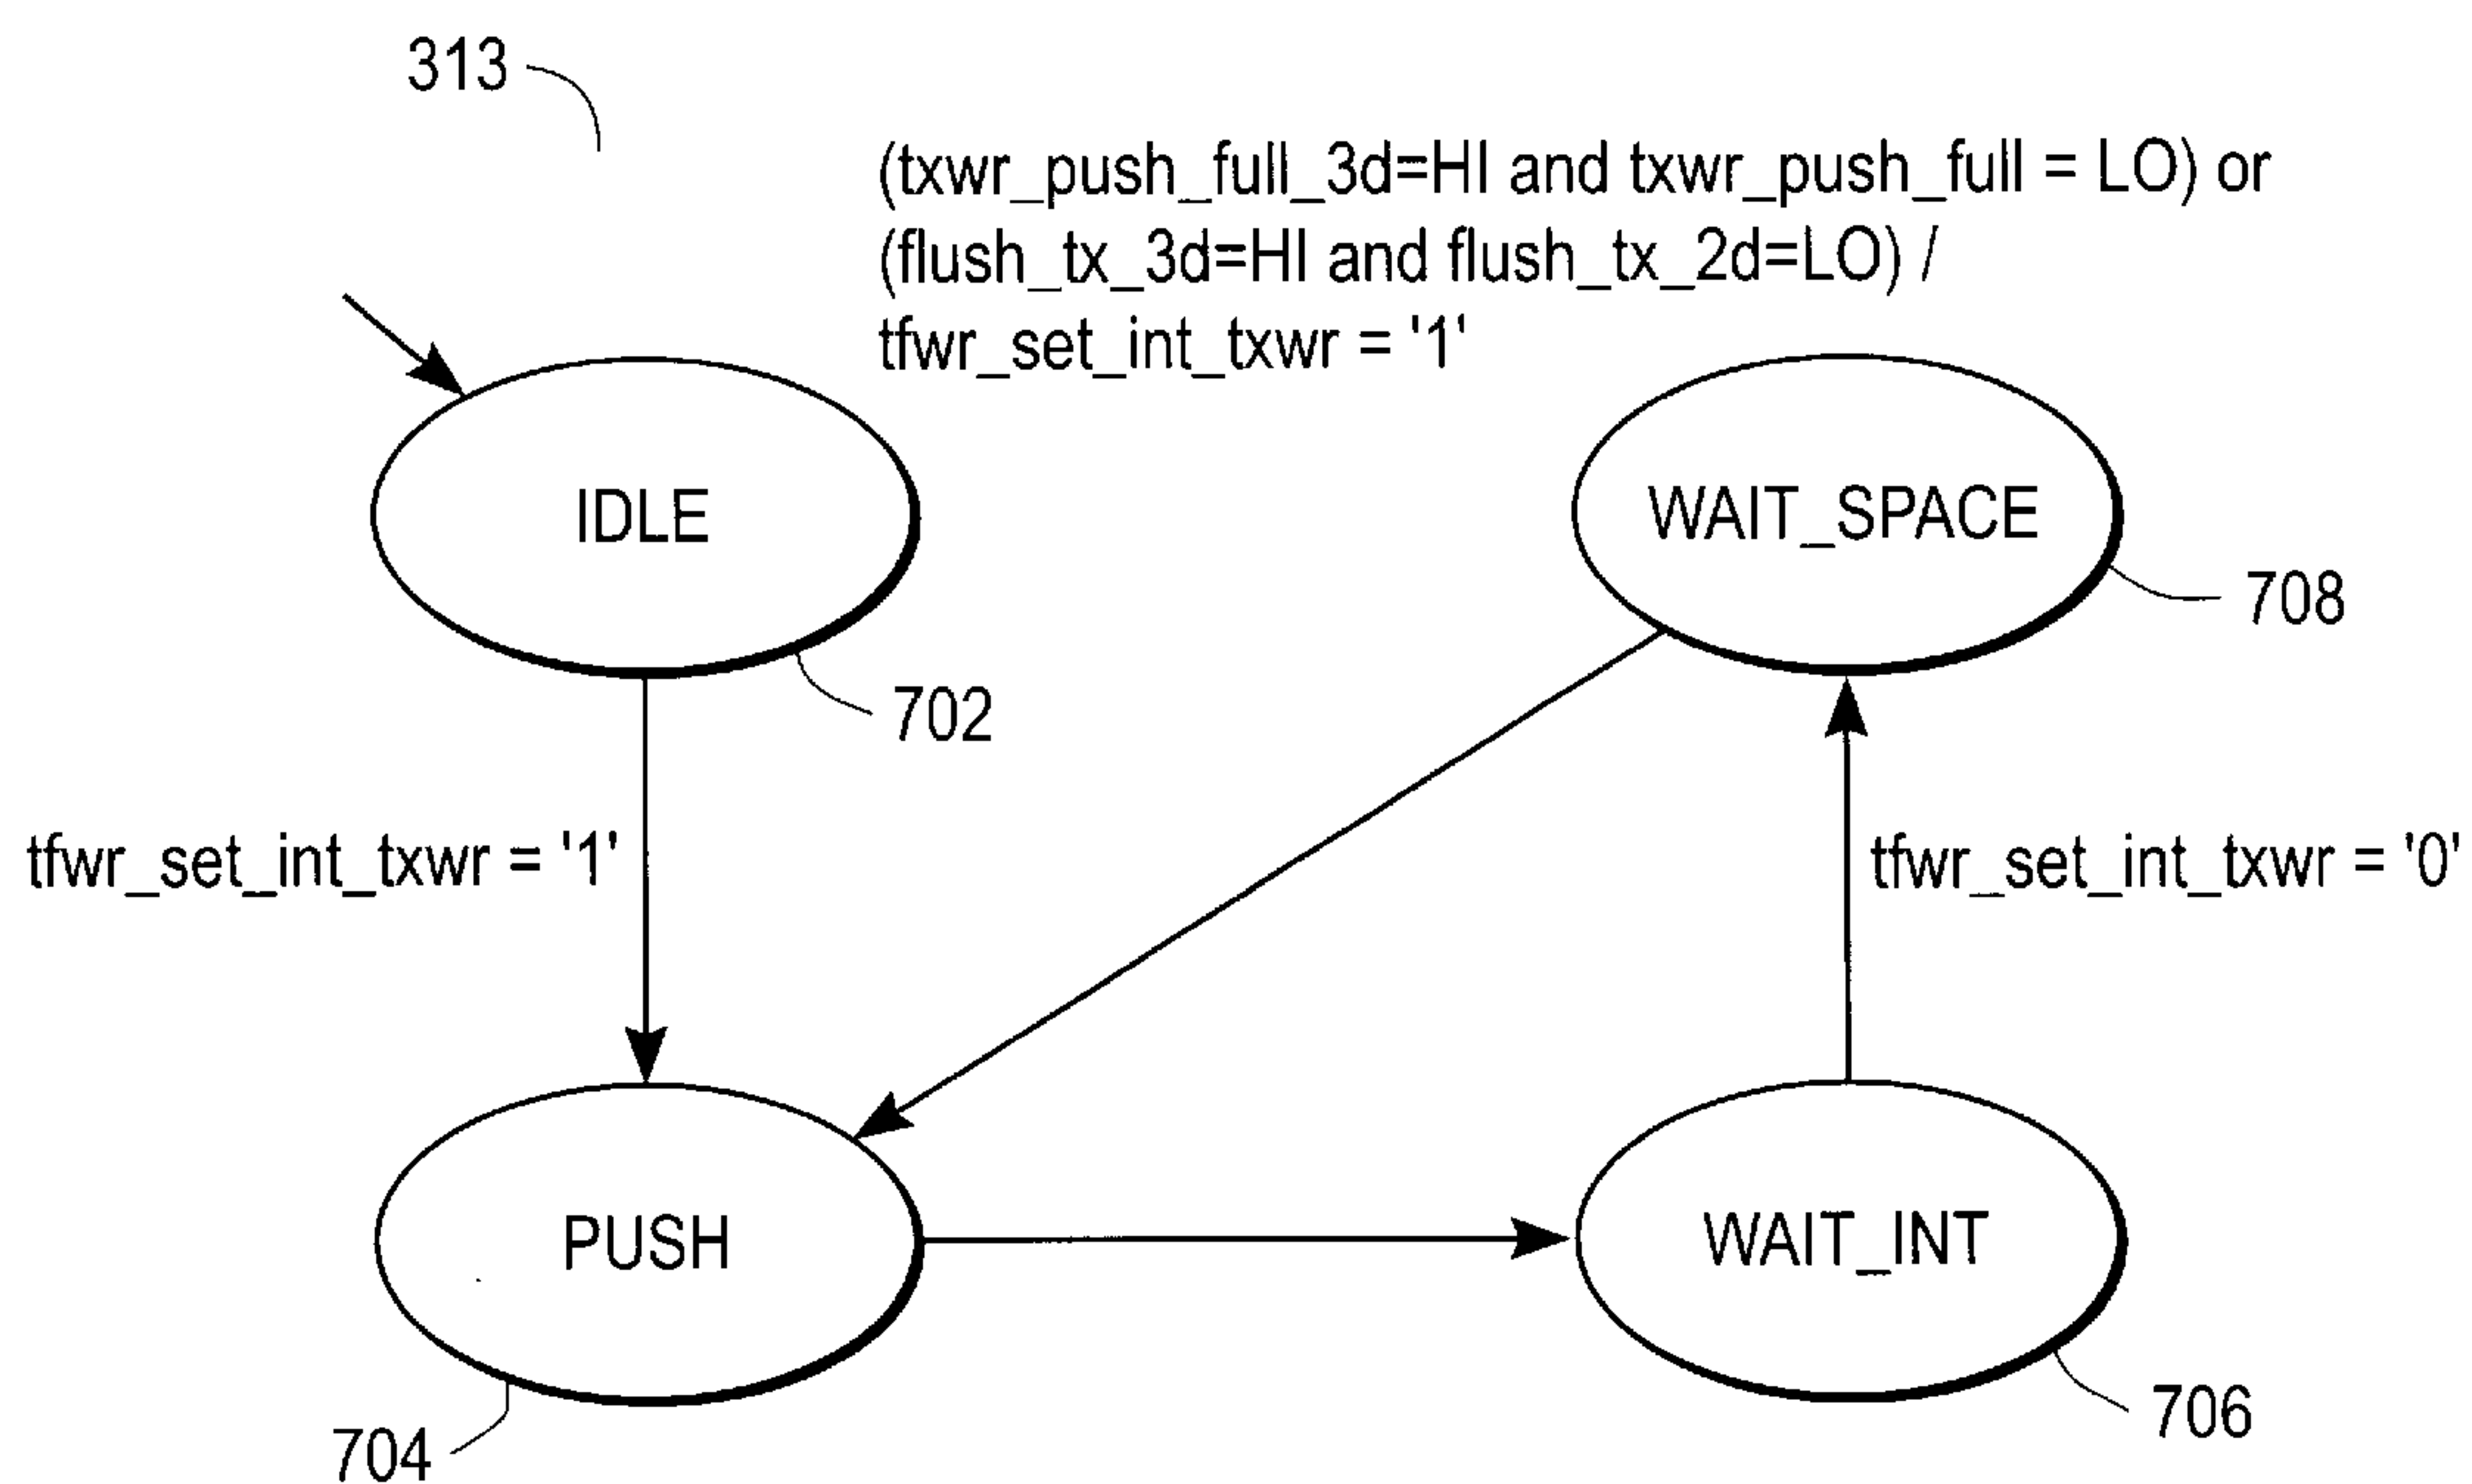 313
(txwr_push_full_3d=HI and txwr_push_full = LO) or
(flush_tx_3d=HI and flush_tx_2d=LO) /
tfwr_set_int_txwr = '1'
IDLE
WAIT_SPACE
708
702
tfwr_set_int_txwr = '1'
tfwr_set_int_txwr = '0'
PUSH
WAIT_INT
706
704